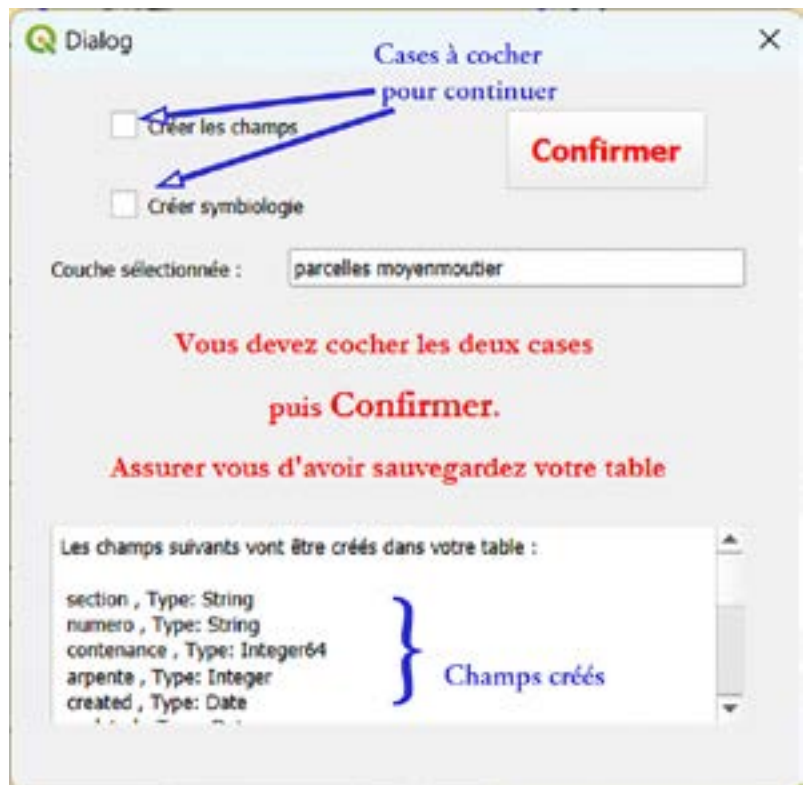 Dialog
Cases à cocher
pour continuer
Créer les champs
Confirmer
Créer symbiologie
Couche sélectionnée :
parcelles moyenmoutier
Vous devez cocher les deux cases
puis Confirmer.
Assurer vous d'avoir sauvegardez votre table
Les champs suivants vont être créés dans votre table :
section , Type: String
numero , Type: String
contenance , Type: Integer64
arpente , Type: Integer
created , Type: Date
Champs créés